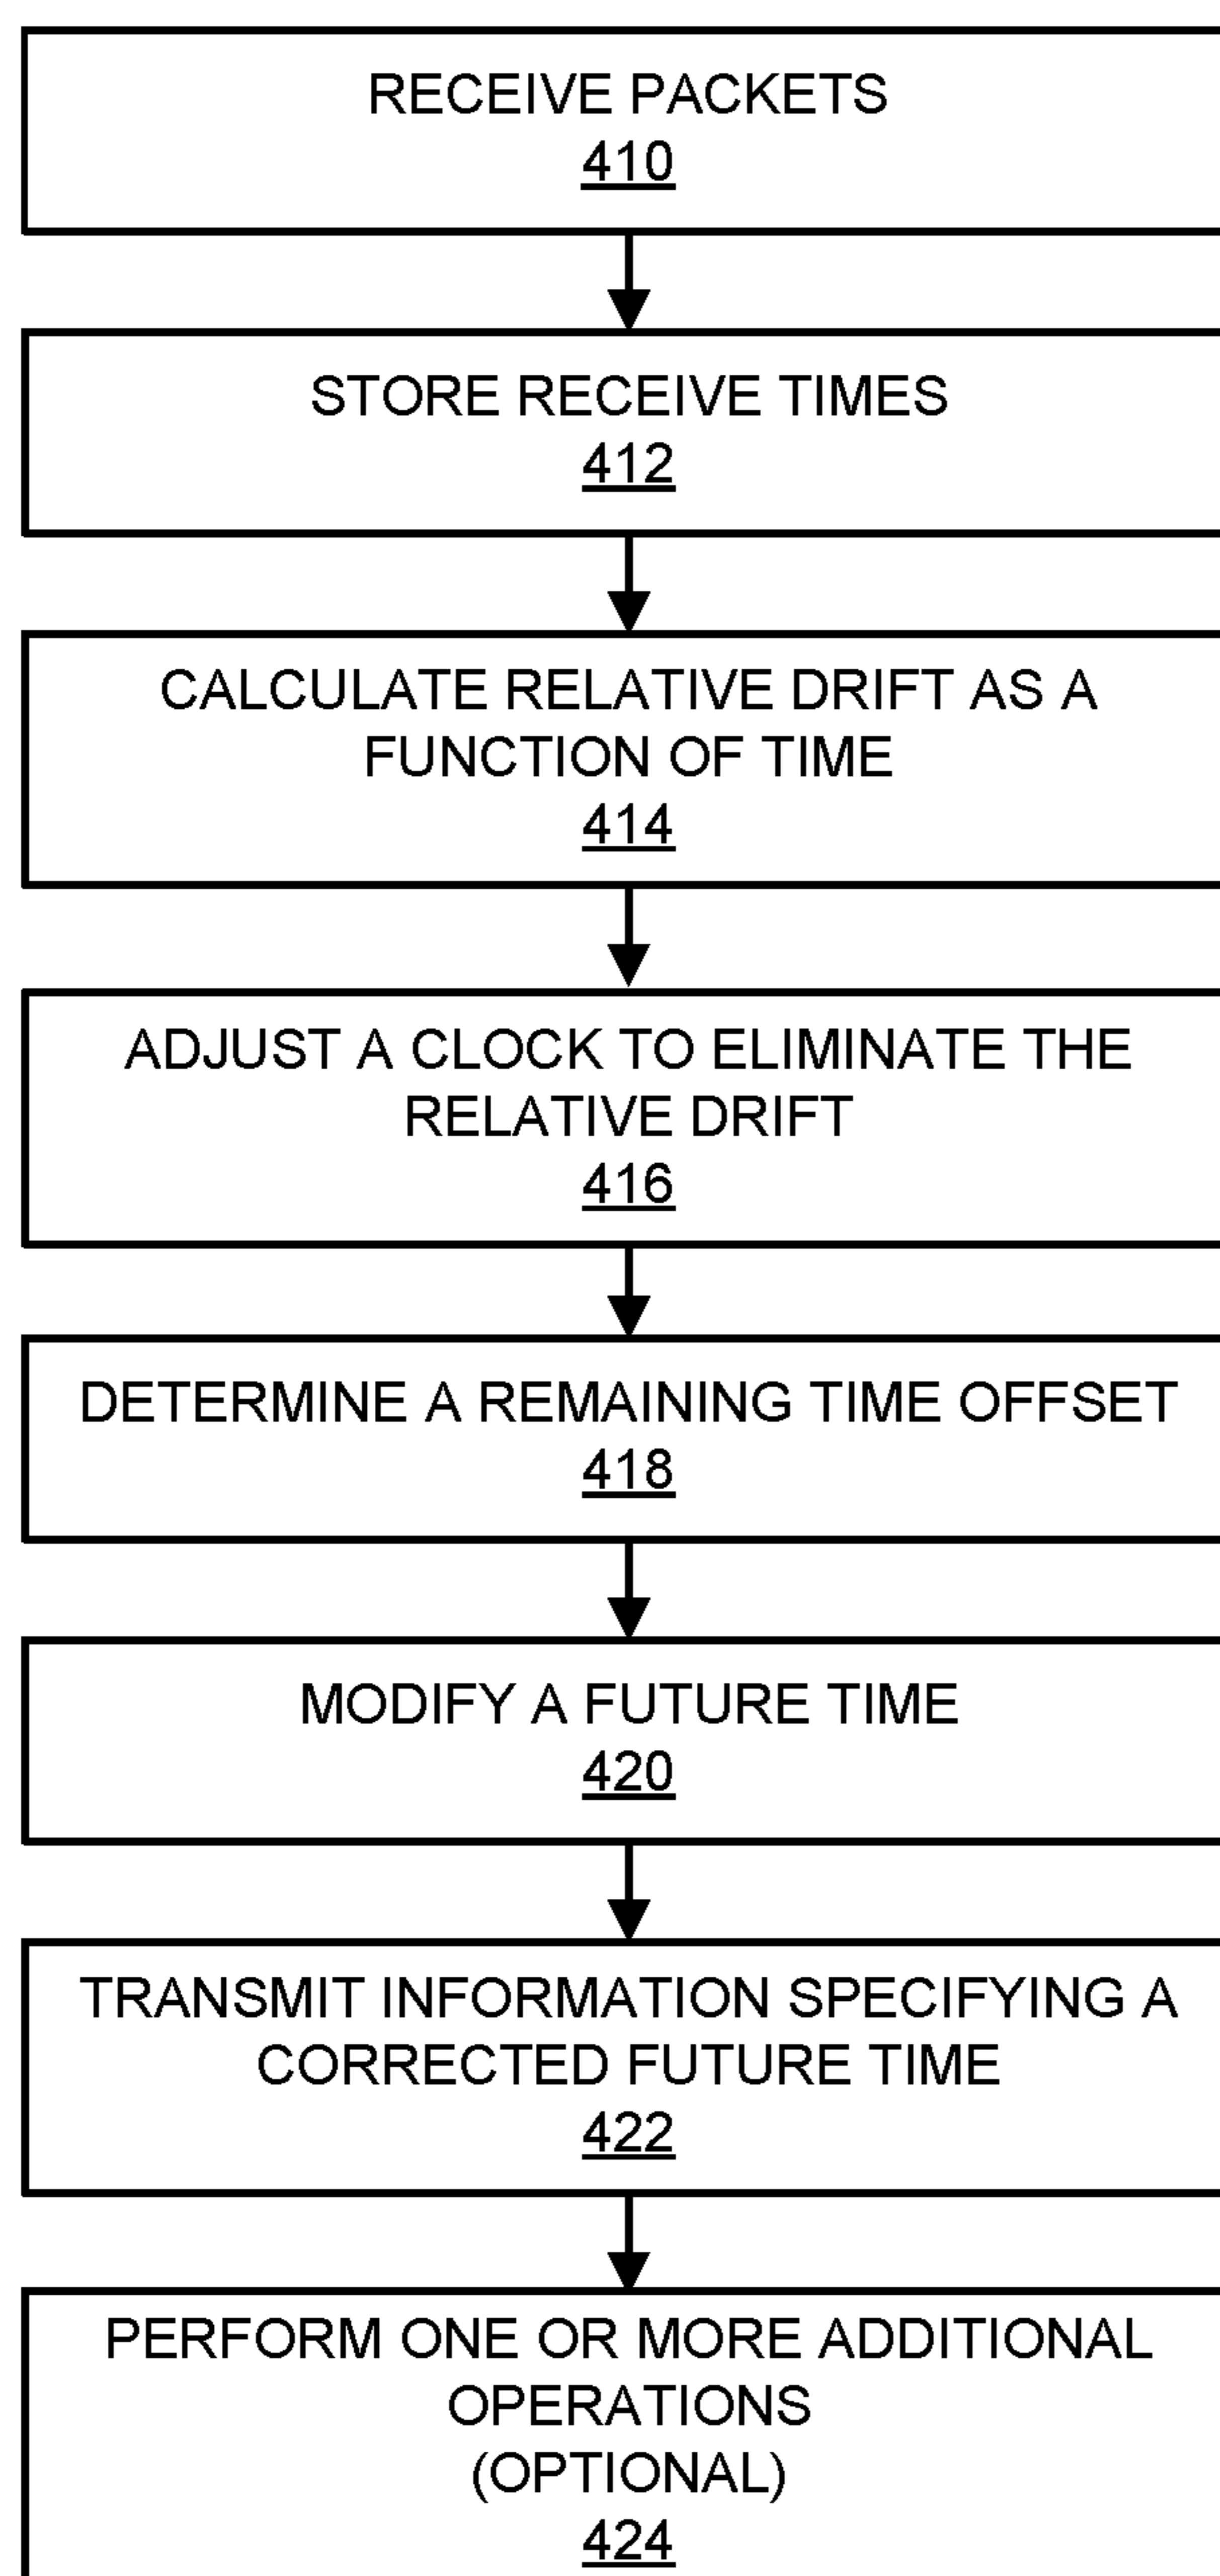 RECEIVE PACKETS
410
STORE RECEIVE TIMES
412
CALCULATE RELATIVE DRIFT AS A
FUNCTION OF TIME
414
ADJUST A CLOCK TO ELIMINATE THE
RELATIVE DRIFT
416
DETERMINE A REMAINING TIME OFFSET
418
MODIFY A FUTURE TIME
420
TRANSMIT INFORMATION SPECIFYING A
CORRECTED FUTURE TIME
422
PERFORM ONE OR MORE ADDITIONAL
OPERATIONS
(OPTIONAL)
424